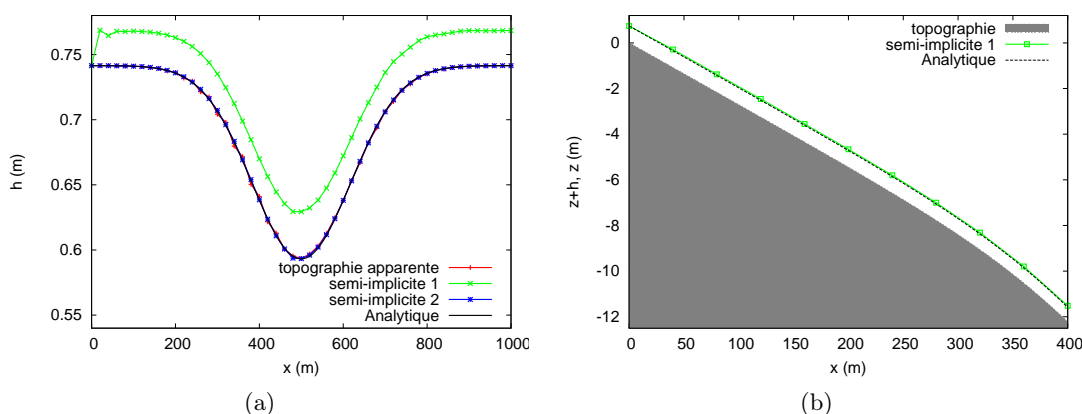 0.75
0.7
0.65
0.6
0.55
h (m)
topographie apparente
semi-implicite 1
semi-implicite 2
Analytique
0 200 400 600 800 1000
x (m)
(a)
topographie
semi-implicite 1
Analytique
0
-2
-4
-6
-8
-10
-12
z+h, z (m)
0 50 100 150 200 250 300 350 400
x (m)
(b)